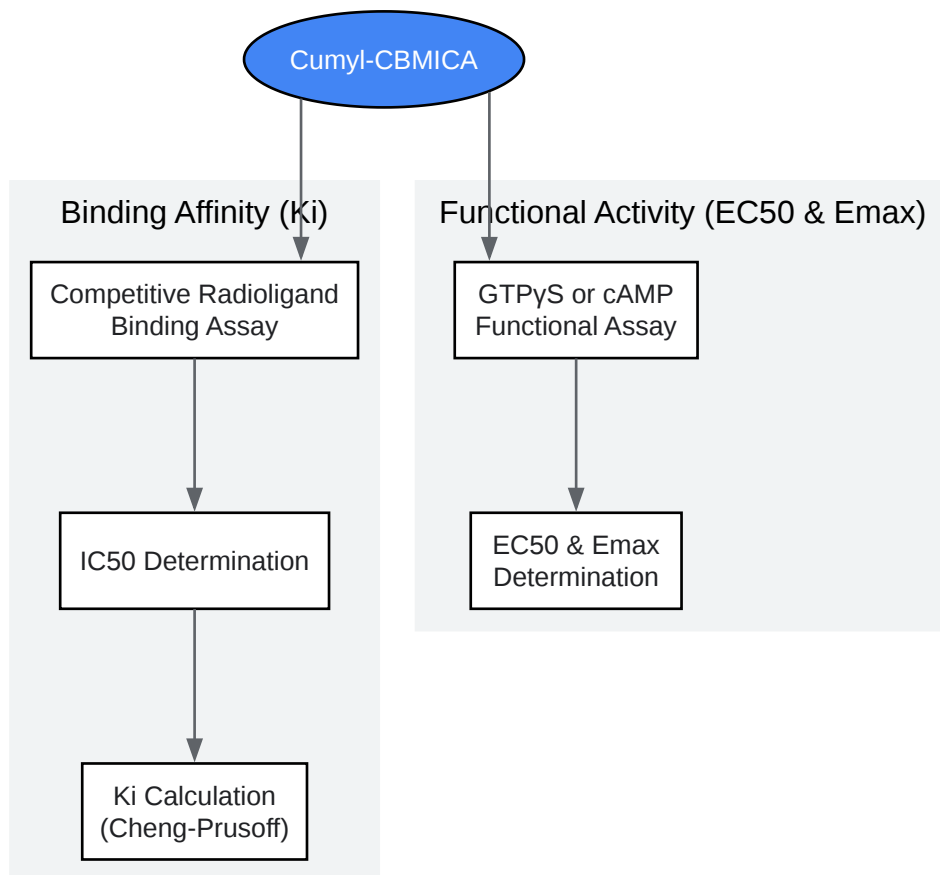 Cumyl-CBMICA
Binding Affinity (Ki)
Competitive Radioligand
Binding Assay
IC50 Determination
Ki Calculation
(Cheng-Prusoff)
Functional Activity (EC50 & Emax)
GTPγS or cAMP
Functional Assay
EC50 & Emax
Determination